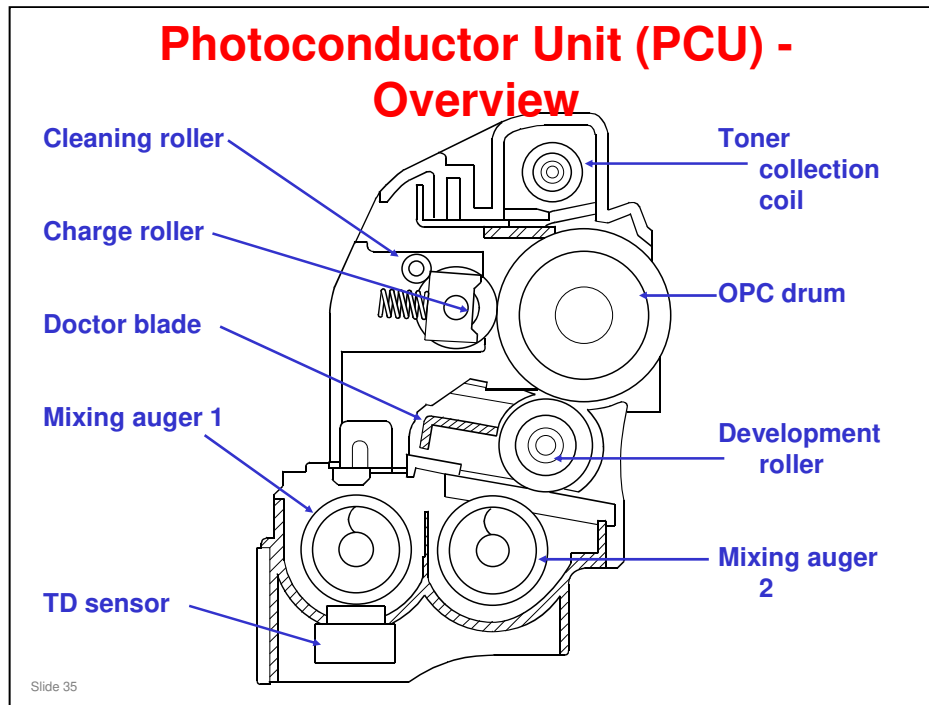 Photoconductor Unit (PCU) -
Overview
Cleaning roller
Charge roller
Doctor blade
Mixing auger 1
TD sensor
Toner
collection
coil
OPC drum
Development
roller
Mixing auger
2
Slide 35